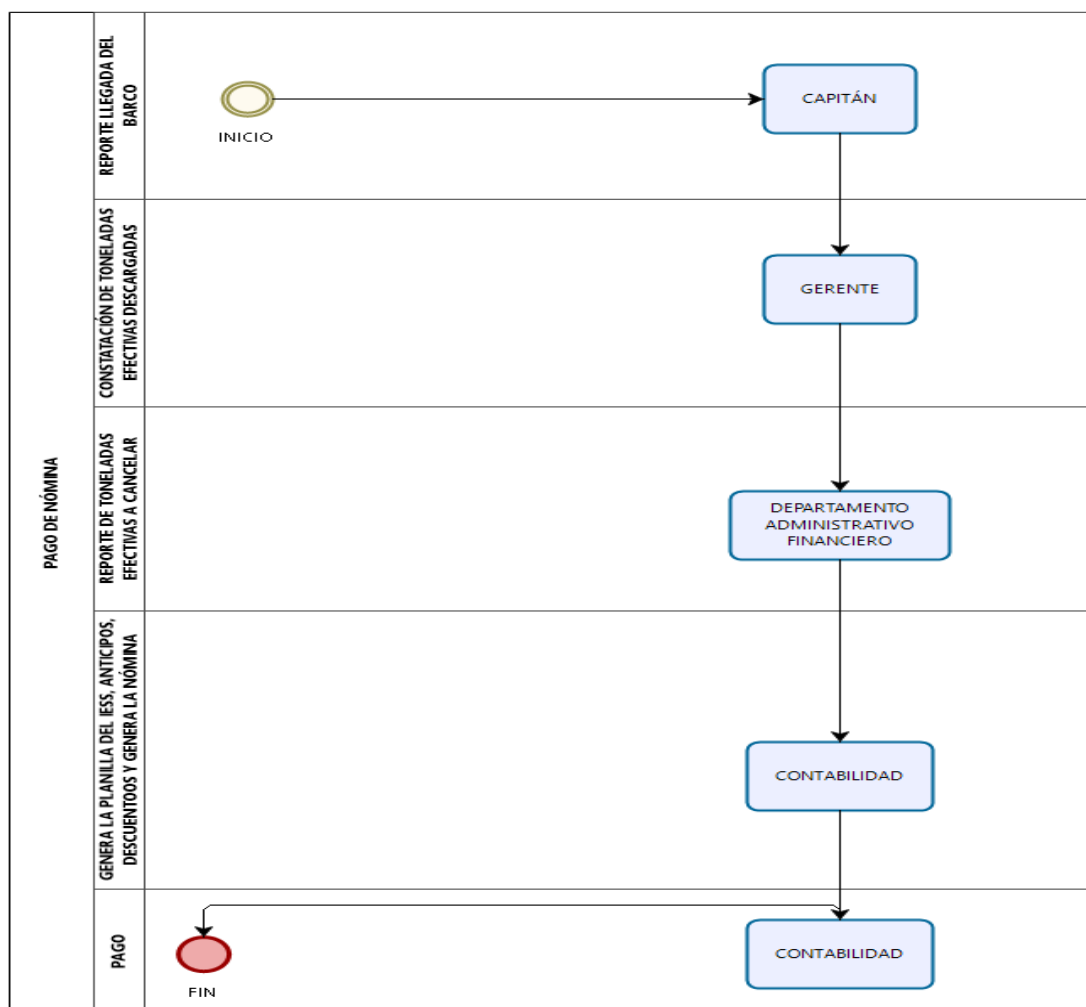 PAGO DE NÓMINA
REPORTE LLEGADA DEL
BARCO
INICIO
CAPITÁN
CONSTATACIÓN DE TONELADAS
EFECTIVAS DESCARGADAS
GERENTE
REPORTE DE TONELADAS
EFECTIVAS A CANCELAR
DEPARTAMENTO
ADMINISTRATIVO
FINANCIERO
GENERA LA PLANILLA DEL IESS, ANTICIPOS,
DESCUENTOOS Y GENERA LA NÓMINA
CONTABILIDAD
PAGO
FIN
CONTABILIDAD